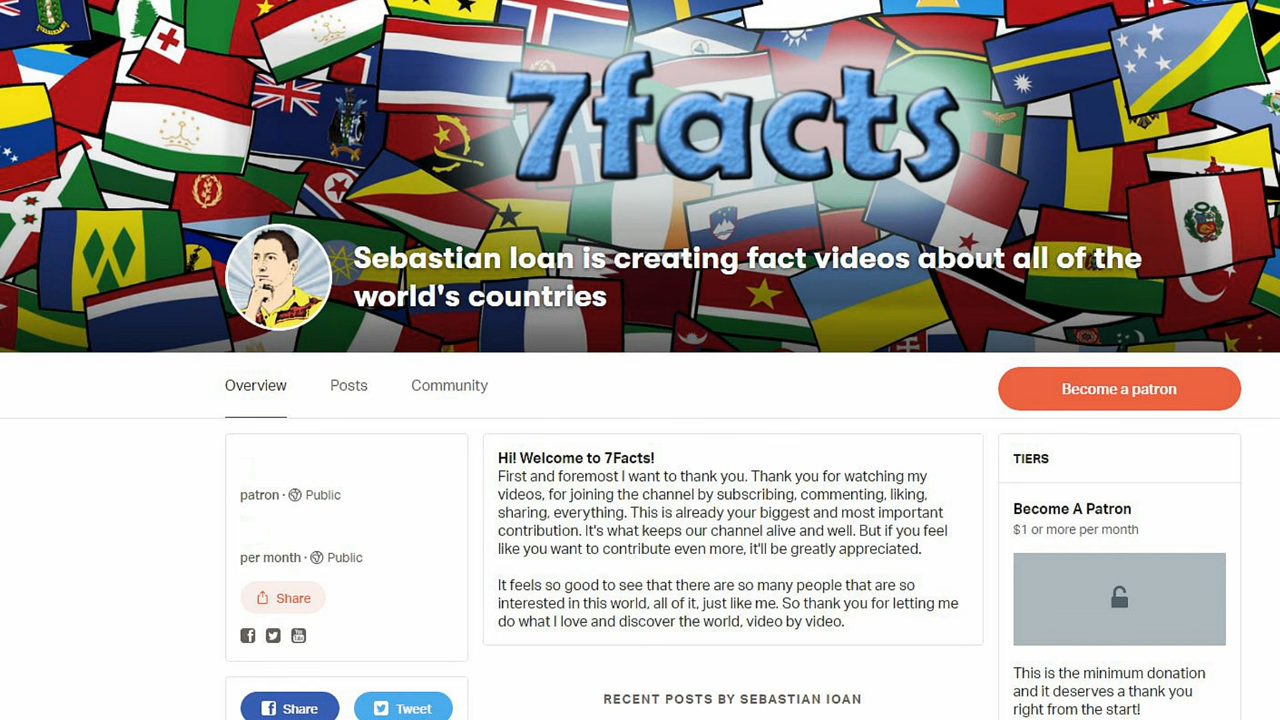 7facts
Sebastian Ioan is creating fact videos about all of the
world's countries
Overview
Posts
Community
Become a patron
patron · Public
per month · Public
Share
Share
Tweet
Hi! Welcome to 7Facts!
First and foremost I want to thank you. Thank you for watching my
videos, for joining the channel by subscribing, commenting, liking,
sharing, everything. This is already your biggest and most important
contribution. It's what keeps our channel alive and well. But if you feel
like you want to contribute even more, it'll be greatly appreciated.
It feels so good to see that there are so many people that are so
interested in this world, all of it, just like me. So thank you for letting me
do what I love and discover the world, video by video.
RECENT POSTS BY SEBASTIAN IOAN
TIERS
Become A Patron
$1 or more per month
This is the minimum donation
and it deserves a thank you
right from the start!